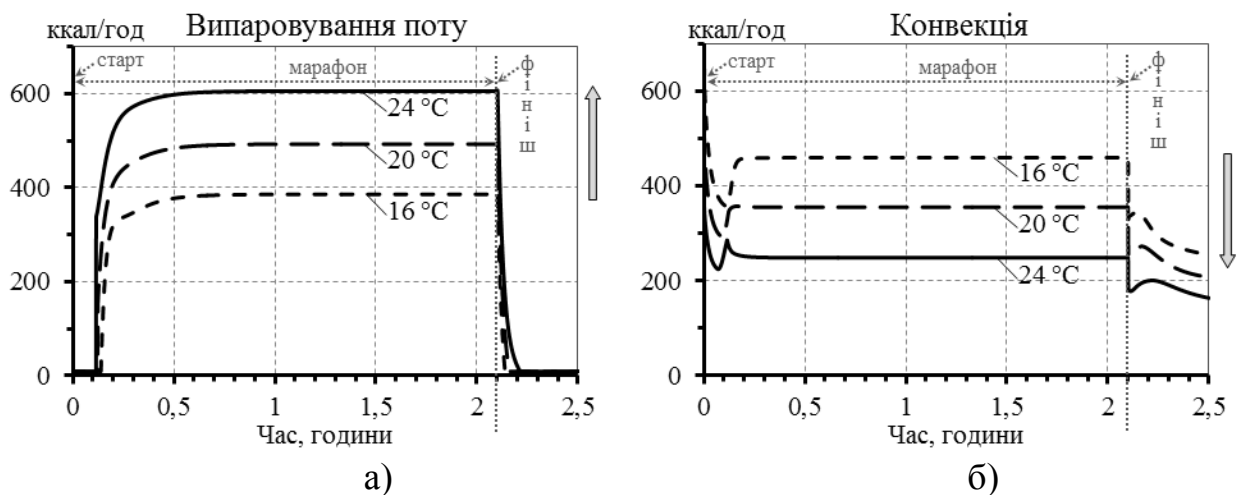 ккал/год Випаровування поту
старт
марафон
фініш
600
400
200
0
24 °C
20 °C
16 °C
0 0,5 1 1,5 2 2,5
Час, години
а)
ккал/год Конвекція
старт
марафон
фініш
600
400
200
0
16 °C
20 °C
24 °C
0 0,5 1 1,5 2 2,5
Час, години
б)